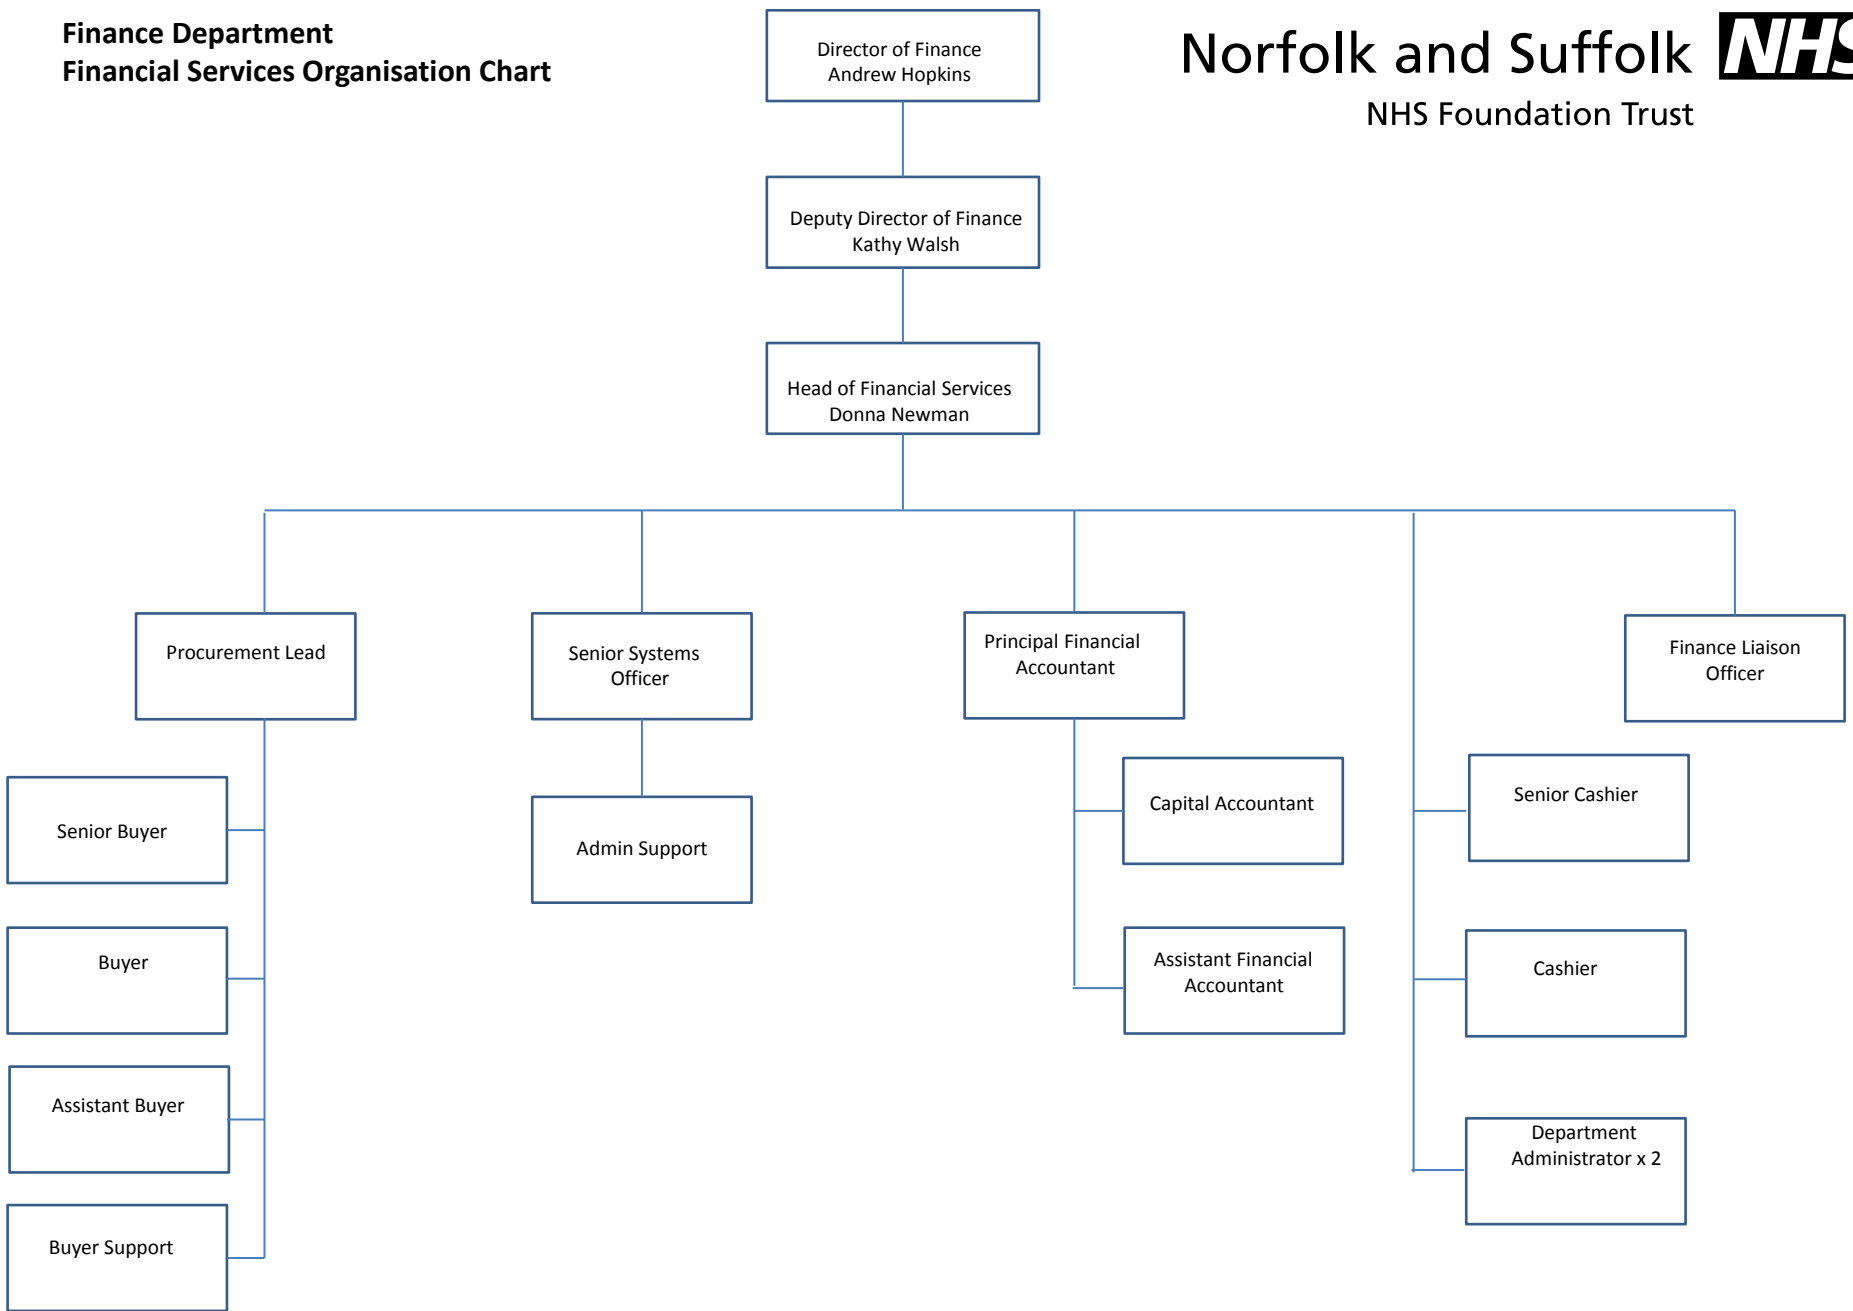 Finance Department
Financial Services Organisation Chart
Director of Finance
Andrew Hopkins
Norfolk and Suffolk NHS
NHS Foundation Trust
Deputy Director of Finance
Kathy Walsh
Head of Financial Services
Donna Newman
Procurement Lead
Senior Systems
Officer
Principal Financial
Accountant
Finance Liaison
Officer
Senior Buyer
Buyer
Assistant Buyer
Buyer Support
Admin Support
Capital Accountant
Assistant Financial
Accountant
Senior Cashier
Cashier
Department
Administrator x 2